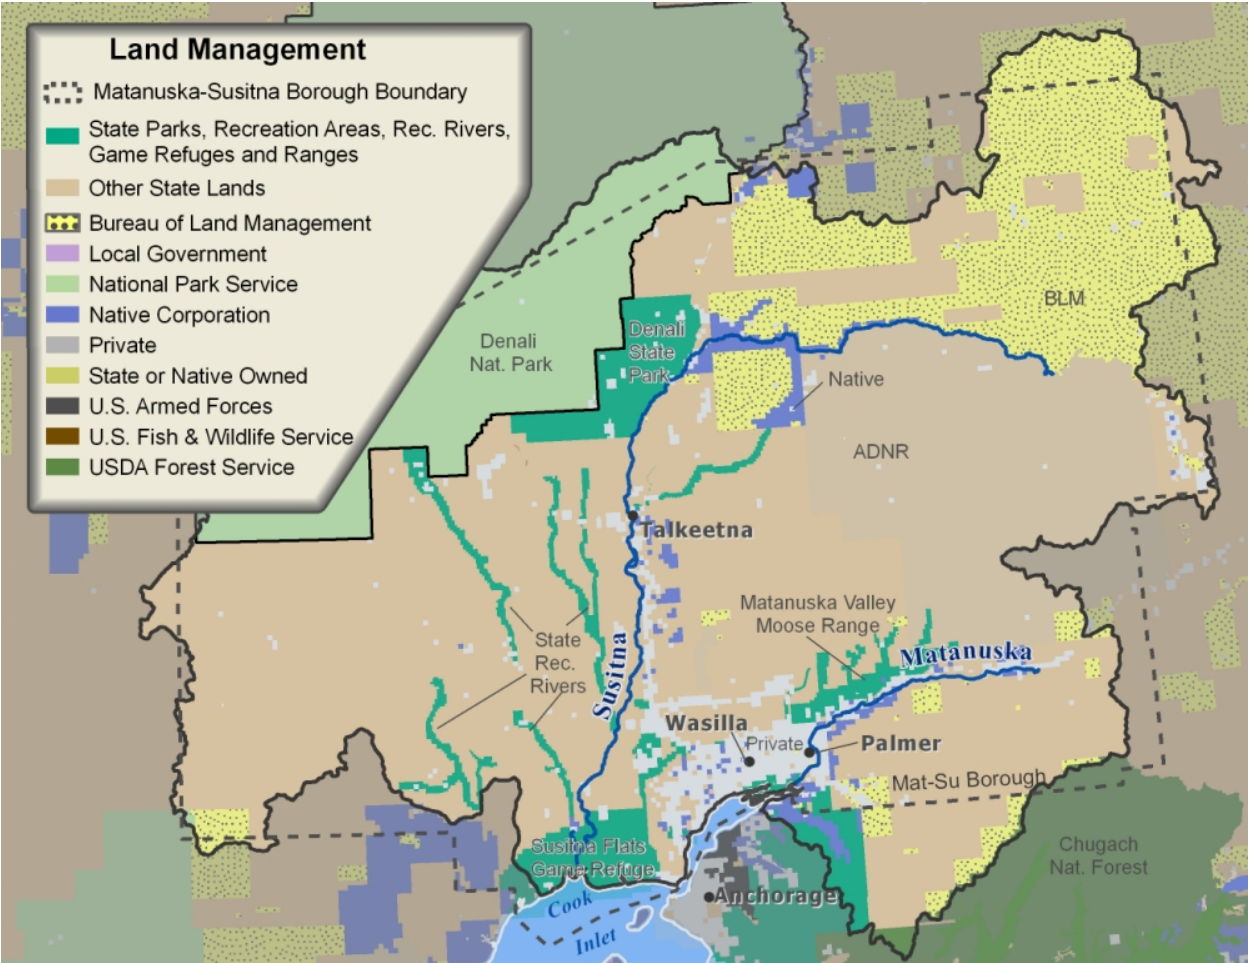 Land Management
Matanuska-Susitna Borough Boundary
State Parks, Recreation Areas, Rec. Rivers,
Game Refuges and Ranges
Other State Lands
Bureau of Land Management
Local Government
National Park Service
Native Corporation
Private
State or Native Owned
U.S. Armed Forces
U.S. Fish & Wildlife Service
USDA Forest Service
BLM
Denali
Nat. Park
Denali
State
Park
Native
ADNR
Talkeetna
Matanuska Valley
Moose Range
State
Rec.
Rivers
Susitna
Matanuska
Wasilla
Private
Palmer
Mat-Su Borough
Susitna Flats
Game Refuge
Chugach
Nat. Forest
Anchorage
Cook
Inlet